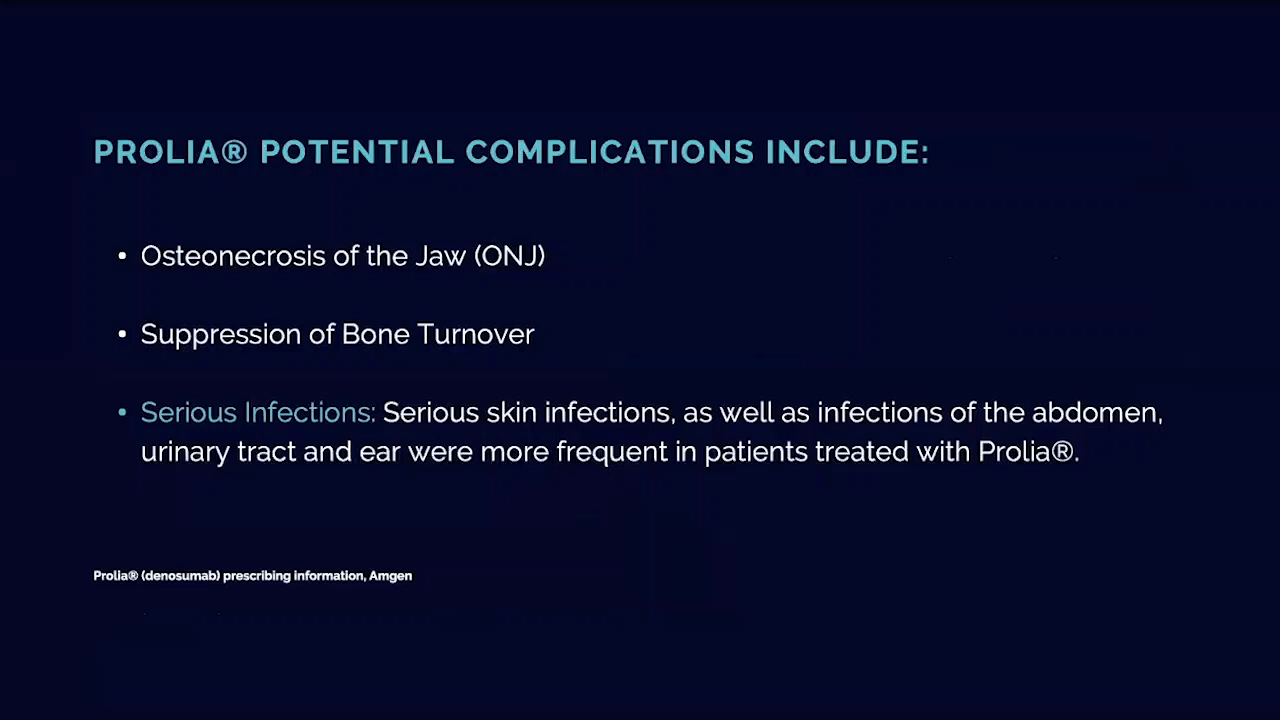 PROLIA® POTENTIAL COMPLICATIONS INCLUDE:
• Osteonecrosis of the Jaw (ONJ)
• Suppression of Bone Turnover
• Serious Infections: Serious skin infections, as well as infections of the abdomen,
urinary tract and ear were more frequent in patients treated with Prolia®.
Prolia® (denosumab) prescribing information, Amgen